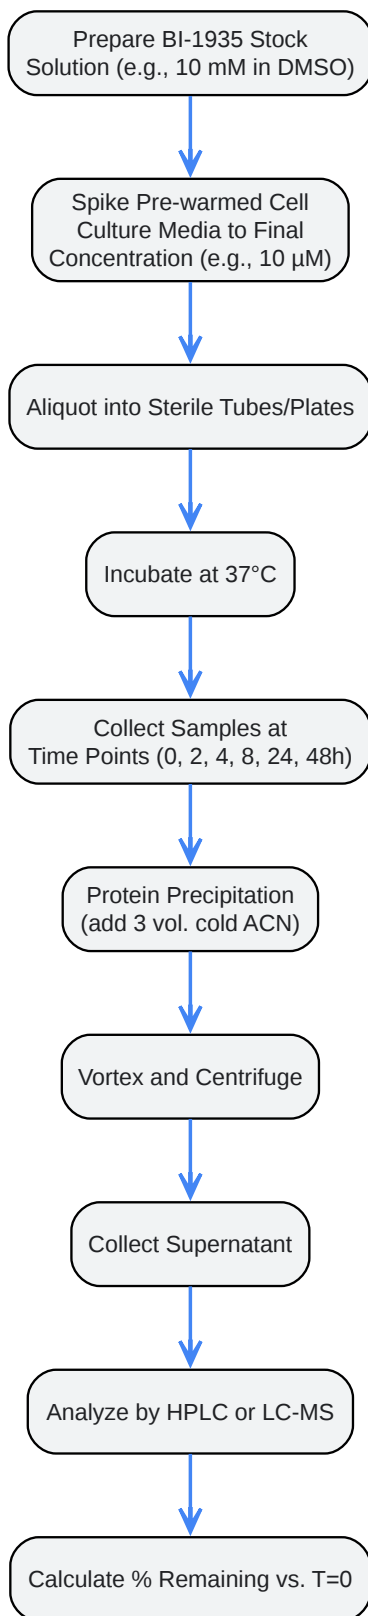 Prepare BI-1935 Stock
Solution (e.g., 10 mM in DMSO)
Spike Pre-warmed Cell
Culture Media to Final
Concentration (e.g., 10 µM)
Aliquot into Sterile Tubes/Plates
Incubate at 37°C
Collect Samples at
Time Points (0, 2, 4, 8, 24, 48h)
Protein Precipitation
(add 3 vol. cold ACN)
Vortex and Centrifuge
Collect Supernatant
Analyze by HPLC or LC-MS
Calculate % Remaining vs. T=0